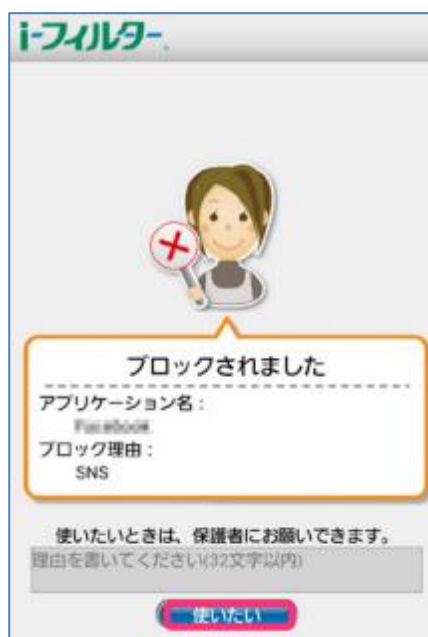 i-フィルター
ブロックされました
アプリケーション名：
ブロック理由：
SNS
使いたいときは、保護者にお願いできます。
理由を書いてください(32文字以内)
使いたい